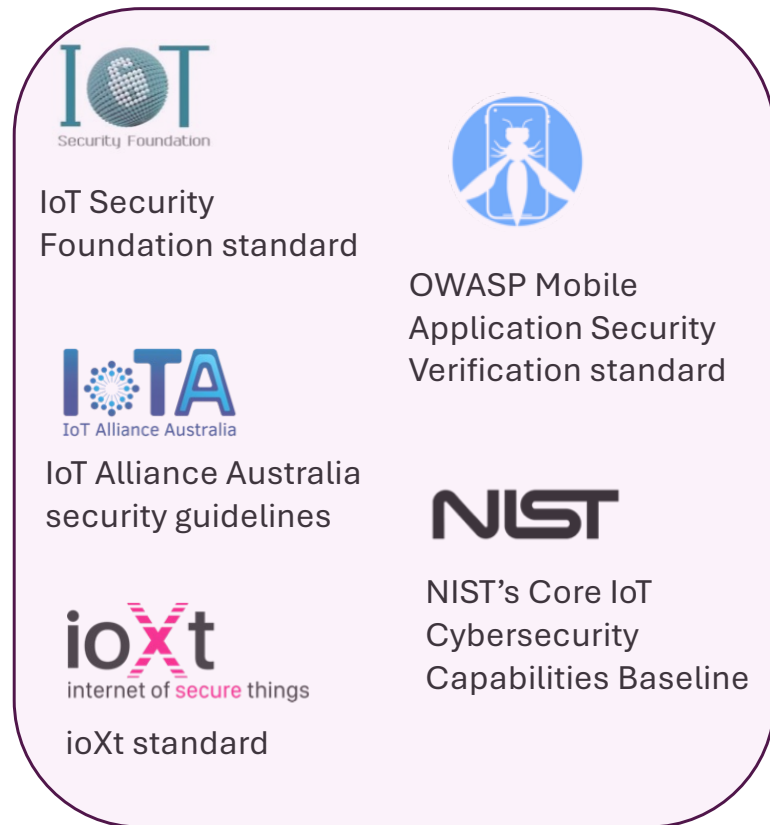 IoT
Security Foundation
IoT Security
Foundation standard
IoTA
IoT Alliance Australia
IoT Alliance Australia
security guidelines
ioXt
internet of secure things
ioXt standard
OWASP Mobile
Application Security
Verification standard
NIST
NIST's Core IoT
Cybersecurity
Capabilities Baseline